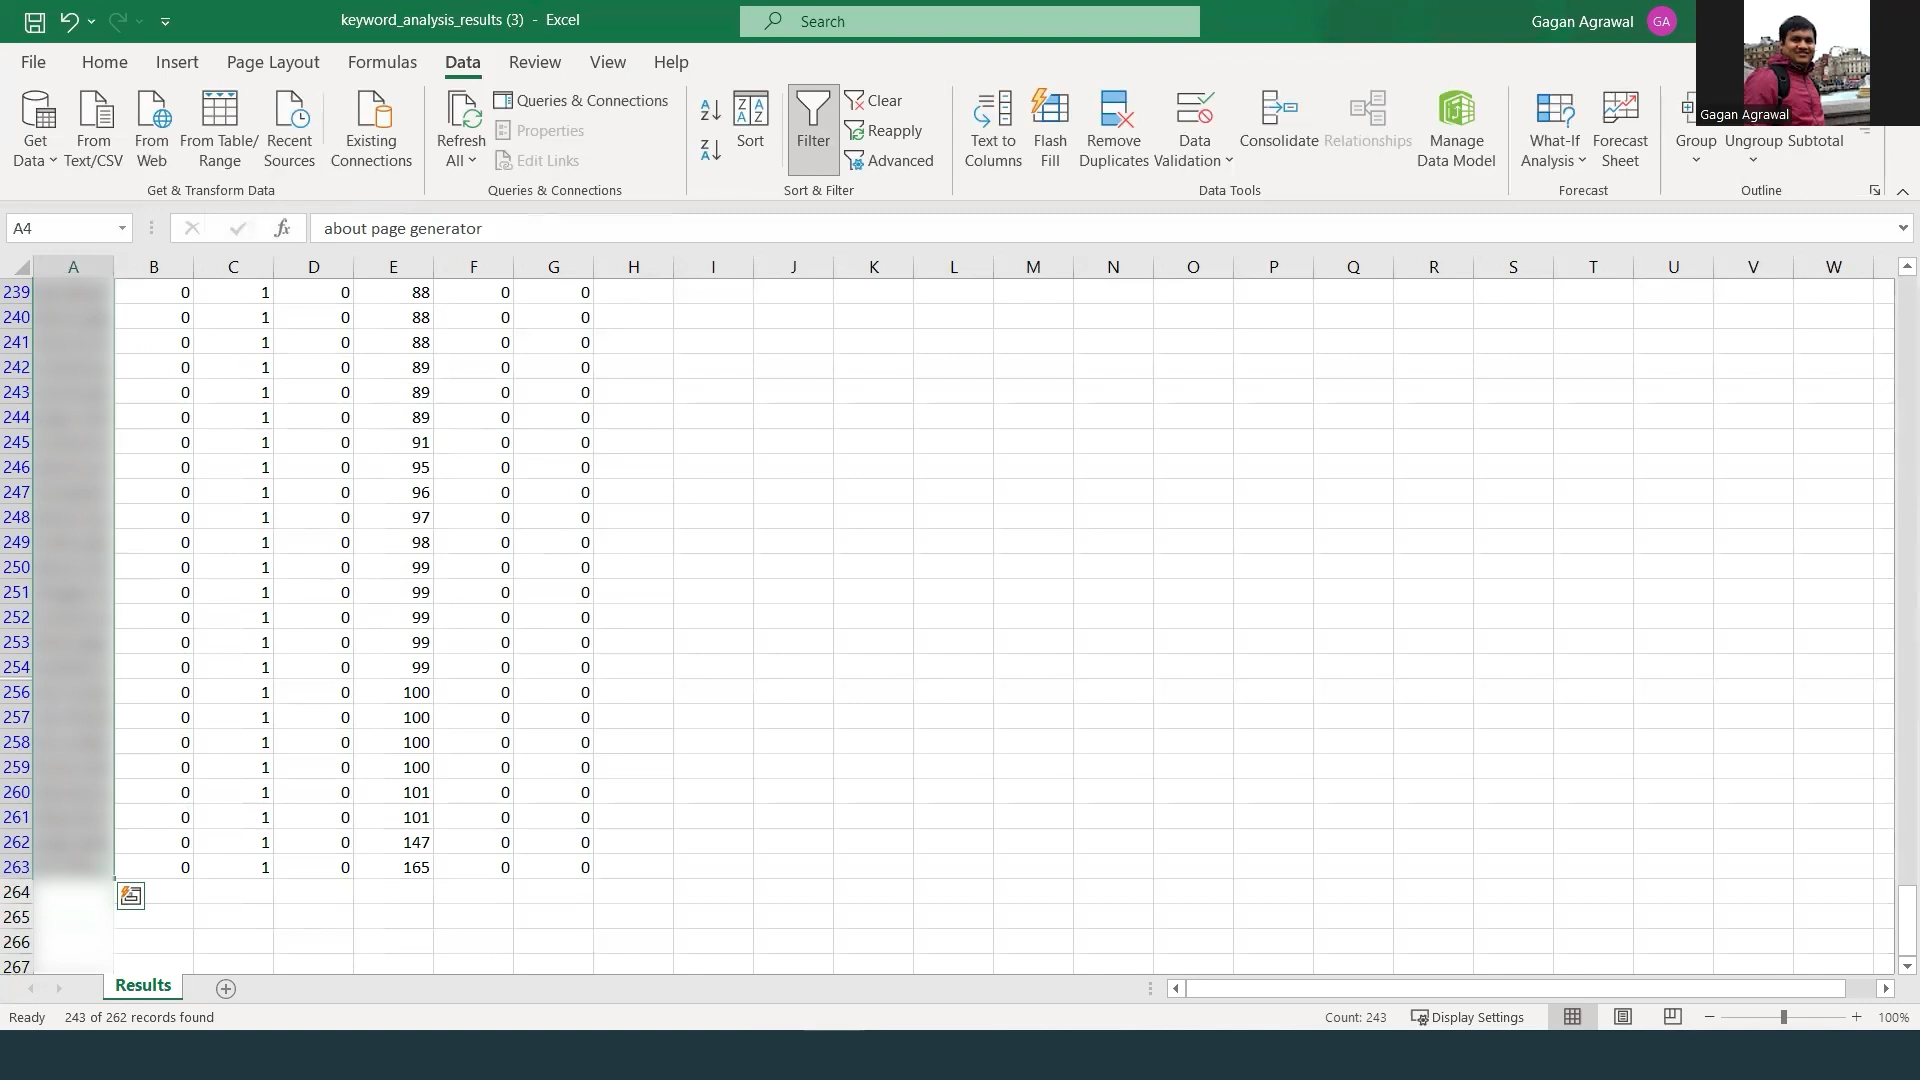 keyword_analysis_results (3) - Excel
Search
Gagan Agrawal
GA
File Home Insert Page Layout Formulas Data Review View Help
Get Data
From Text/CSV
From Web
From Table/ Range
Recent Sources
Existing Connections
Get & Transform Data
Refresh All
Queries & Connections
Properties
Edit Links
Queries & Connections
A Z
Z A
Z A A Z
Sort
Filter
Clear
Reapply
Advanced
Sort & Filter
Text to Columns
Flash Fill
Remove Duplicates
Data Validation
Consolidate
Relationships
Manage Data Model
Data Tools
What-If Analysis
Forecast Sheet
Forecast
Group
Ungroup
Subtotal
Outline
Gagan Agrawal
A4
fx
about page generator
A B C D E F G H I J K L M N O P Q R S T U V W
239 0 1 0 88 0 0
240 0 1 0 88 0 0
241 0 1 0 88 0 0
242 0 1 0 89 0 0
243 0 1 0 89 0 0
244 0 1 0 89 0 0
245 0 1 0 91 0 0
246 0 1 0 95 0 0
247 0 1 0 96 0 0
248 0 1 0 97 0 0
249 0 1 0 98 0 0
250 0 1 0 99 0 0
251 0 1 0 99 0 0
252 0 1 0 99 0 0
253 0 1 0 99 0 0
254 0 1 0 99 0 0
256 0 1 0 100 0 0
257 0 1 0 100 0 0
258 0 1 0 100 0 0
259 0 1 0 100 0 0
260 0 1 0 101 0 0
261 0 1 0 101 0 0
262 0 1 0 147 0 0
263 0 1 0 165 0 0
264
265
266
267
Results
Ready 243 of 262 records found Count: 243 Display Settings 100%